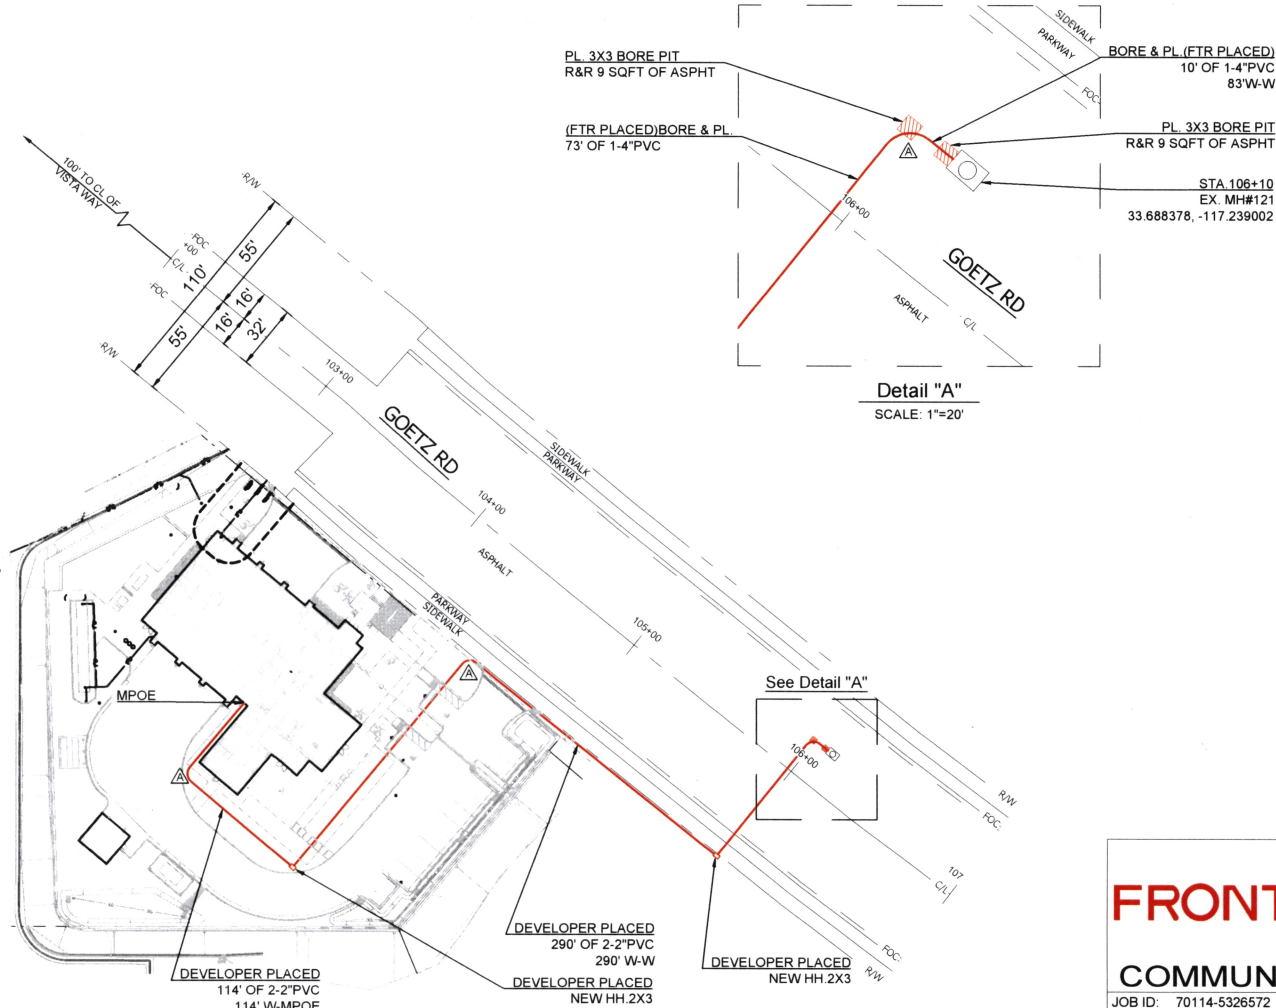 SIDEWALK
PARKWAY
FOC
PL. 3X3 BORE PIT
R&R 9 SQFT OF ASPHT
BORE & PL.(FTR PLACED)
10' OF 1-4"PVC
83'W-W
(FTR PLACED)BORE & PL.
73' OF 1-4"PVC
PL. 3X3 BORE PIT
R&R 9 SQFT OF ASPHT
A
STA.106+10
EX. MH#121
33.688378, -117.239002
106+00
GOETZ RD
ASPHALT
C/L
Detail "A"
SCALE: 1"=20'
100' TO CL OF
VISTA WAY
R/W
FOC
+00
C/L
FOC
R/W
55'
110'
16'
16'
55'
32'
103+00
GOETZ RD
SIDEWALK
PARKWAY
104+00
ASPHALT
PARKWAY
SIDEWALK
105+00
A
MPOE
A
See Detail "A"
106+00
R/W
FOC:
107
C/L
FOC:
R/W
DEVELOPER PLACED
290' OF 2-2"PVC
290' W-W
DEVELOPER PLACED
NEW HH.2X3
DEVELOPER PLACED
114' OF 2-2"PVC
114' W-MPOE
DEVELOPER PLACED
NEW HH.2X3
FRONT
COMMUN
JOB ID: 70114-5326572